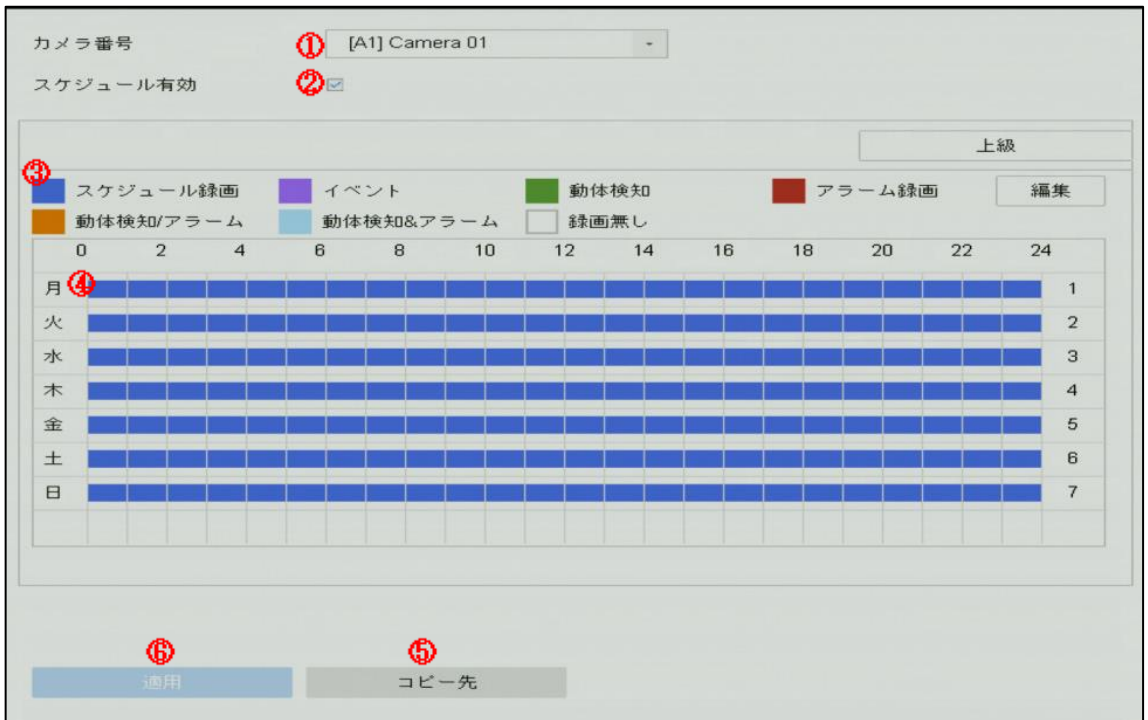 カメラ番号 ① [A1] Camera 01
スケジュール有効 ②
上級
③
スケジュール録画 イベント 動体検知 アラーム録画 編集
動体検知/アラーム 動体検知&アラーム 録画無し
0 2 4 6 8 10 12 14 16 18 20 22 24
月 ④ 1
火 2
水 3
木 4
金 5
土 6
日 7
⑥ ⑤
適用 コピー先